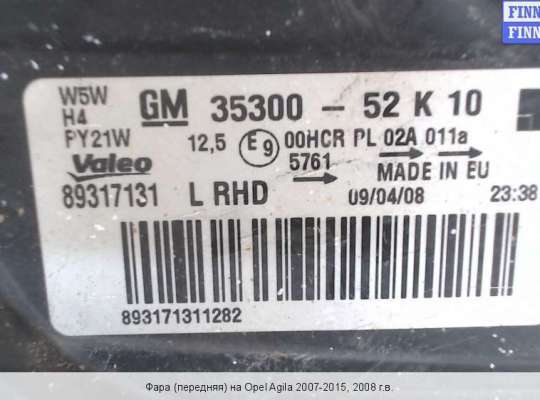 FINN
FINN
W5W
H4
PY21W
GM 35300 - 52 K 10
12,5 E9 00HCR PL 02A 011a
5761
MADE IN EU
Valeo
89317131 L RHD 09/04/08 23:38
893171311282
Фара (передняя) на Opel Agila 2007-2015, 2008 г.в.